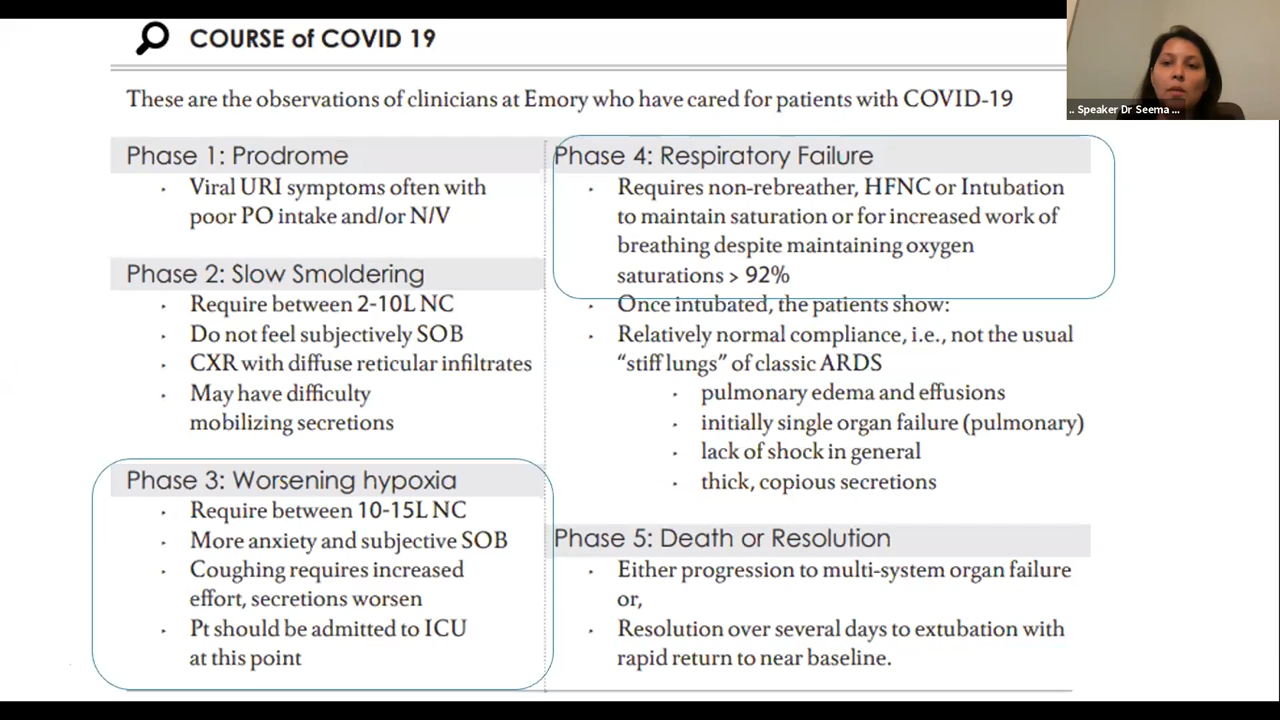 COURSE of COVID 19
These are the observations of clinicians at Emory who have cared for patients with COVID-19
Phase 1: Prodrome
· Viral URI symptoms often with
poor PO intake and/or N/V
Phase 2: Slow Smoldering
· Require between 2-10L NC
· Do not feel subjectively SOB
· CXR with diffuse reticular infiltrates
· May have difficulty
mobilizing secretions
Phase 3: Worsening hypoxia
· Require between 10-15L NC
· More anxiety and subjective SOB
· Coughing requires increased
effort, secretions worsen
· Pt should be admitted to ICU
at this point
Phase 4: Respiratory Failure
· Requires non-rebreather, HFNC or Intubation
to maintain saturation or for increased work of
breathing despite maintaining oxygen
saturations > 92%
· Once intubated, the patients show:
· Relatively normal compliance, i.e., not the usual
“stiff lungs” of classic ARDS
· pulmonary edema and effusions
· initially single organ failure (pulmonary)
· lack of shock in general
· thick, copious secretions
Phase 5: Death or Resolution
· Either progression to multi-system organ failure
or,
· Resolution over several days to extubation with
rapid return to near baseline.
.. Speaker Dr Seema ...